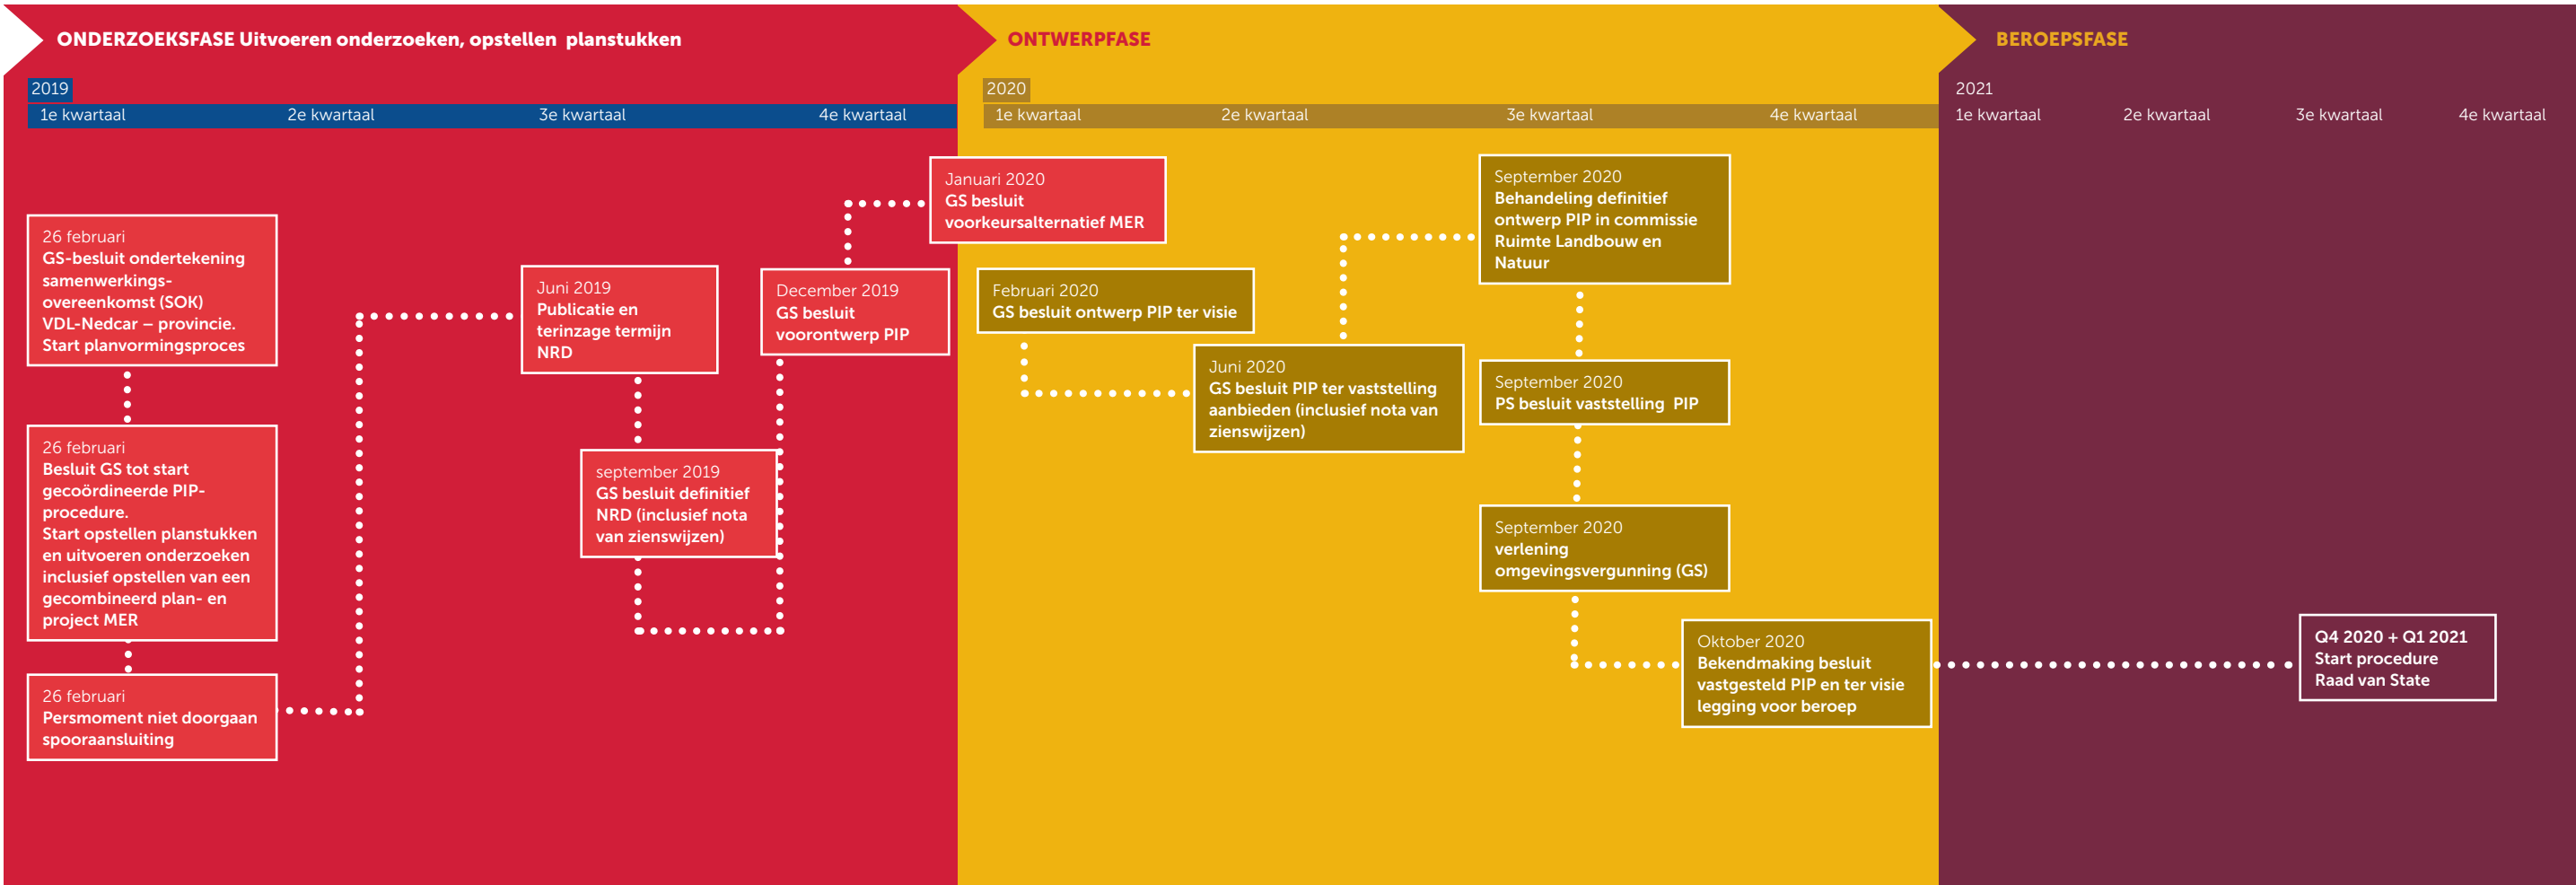 ONDERZOEKSFASE Uitvoeren onderzoeken, opstellen planstukken
2019
1e kwartaal
2e kwartaal
3e kwartaal
4e kwartaal
26 februari
GS-besluit ondertekening
samenwerkings-
overeenkomst (SOK)
VDL-Nedcar – provincie.
Start planvormingsproces
26 februari
Besluit GS tot start
gecoördineerde PIP-
procedure.
Start opstellen planstukken
en uitvoeren onderzoeken
inclusief opstellen van een
gecombineerd plan- en
project MER
26 februari
Persmoment niet doorgaan
spooraansluiting
Juni 2019
Publicatie en
terinzage termijn
NRD
september 2019
GS besluit definitief
NRD (inclusief nota
van zienswijzen)
December 2019
GS besluit
voorontwerp PIP
Januari 2020
GS besluit
voorkeursalternatief MER
ONTWERPFASE
2020
1e kwartaal
2e kwartaal
3e kwartaal
4e kwartaal
Februari 2020
GS besluit ontwerp PIP ter visie
Juni 2020
GS besluit PIP ter vaststelling
aanbieden (inclusief nota van
zienswijzen)
September 2020
Behandeling definitief
ontwerp PIP in commissie
Ruimte Landbouw en
Natuur
September 2020
PS besluit vaststelling PIP
September 2020
verlening
omgevingsvergunning (GS)
Oktober 2020
Bekendmaking besluit
vastgesteld PIP en ter visie
legging voor beroep
BEROEPSFASE
2021
1e kwartaal
2e kwartaal
3e kwartaal
4e kwartaal
Q4 2020 + Q1 2021
Start procedure
Raad van State